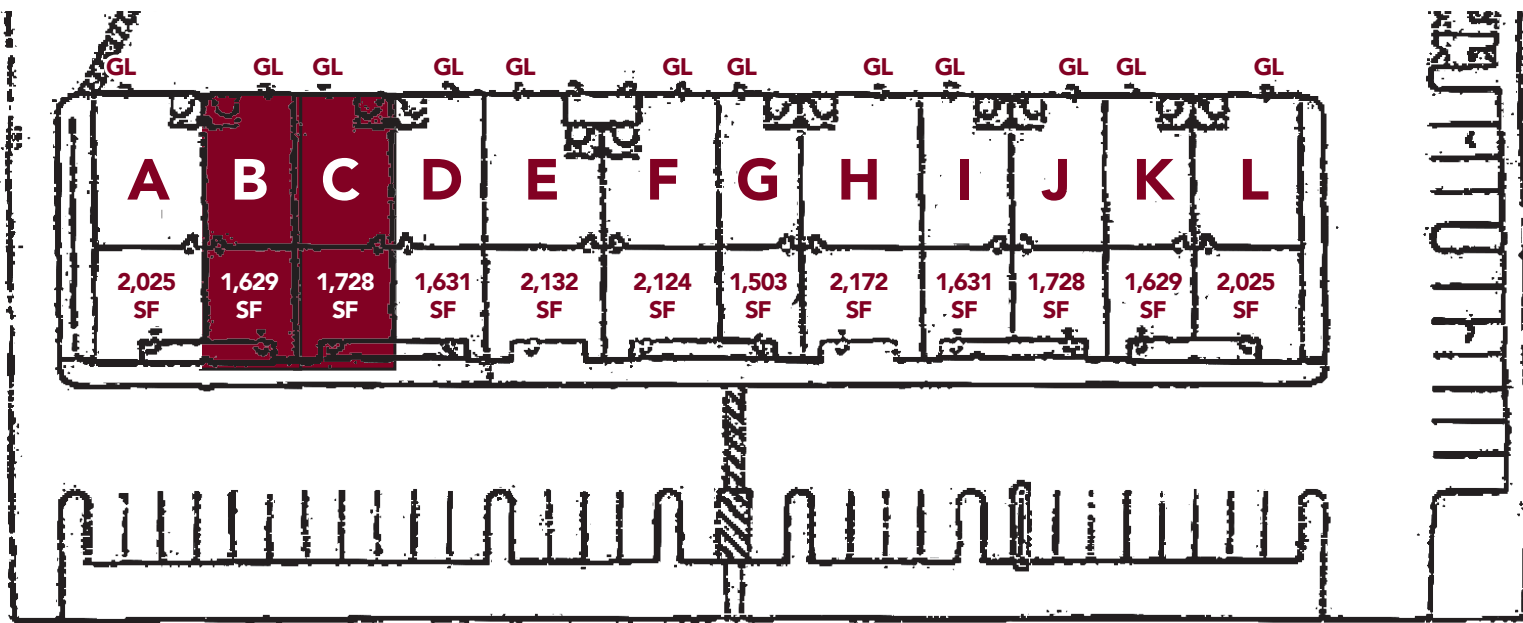 GL GL GL GL GL GL GL GL GL GL GL GL
A B C D E F G H I J K L
2,025 1,629 1,728 1,631 2,132 2,124 1,503 2,172 1,631 1,728 1,629 2,025
SF SF SF SF SF SF SF SF SF SF SF SF